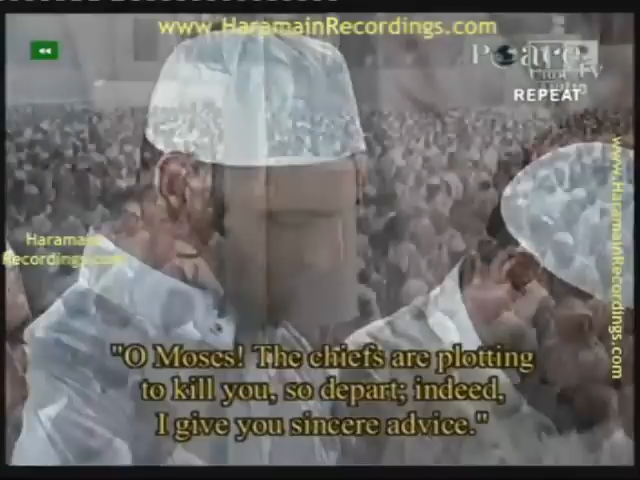 www.HaramainRecordings.com
Peace TV
REPEAT
www.HaramainRecordings.com
Haramain
Recordings.com
"O Moses! The chiefs are plotting
to kill you, so depart; indeed,
I give you sincere advice."